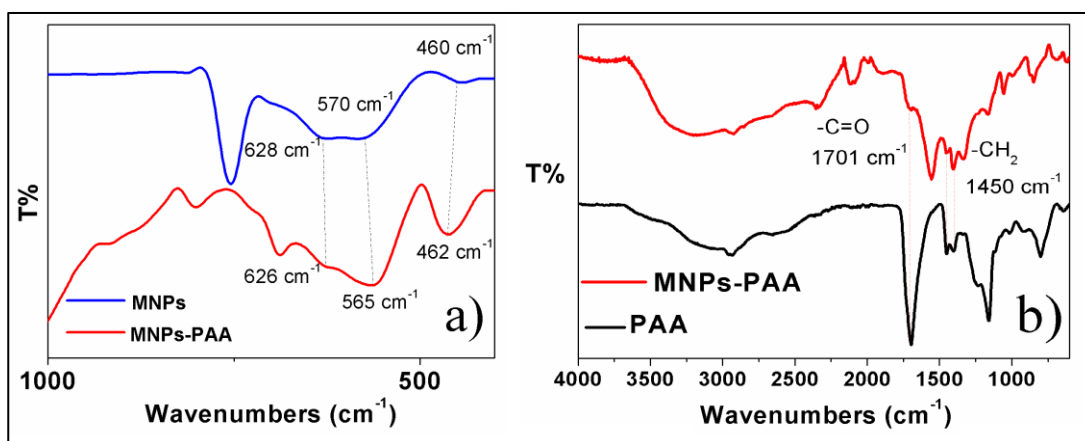 460 cm⁻¹
570 cm⁻¹
628 cm⁻¹
T%
626 cm⁻¹
565 cm⁻¹
462 cm⁻¹
MNPs
MNPs-PAA
a)
1000
500
Wavenumbers (cm⁻¹)
-C=O
1701 cm⁻¹
-CH₂
1450 cm⁻¹
T%
MNPs-PAA
PAA
b)
4000 3500 3000 2500 2000 1500 1000
Wavenumbers (cm⁻¹)